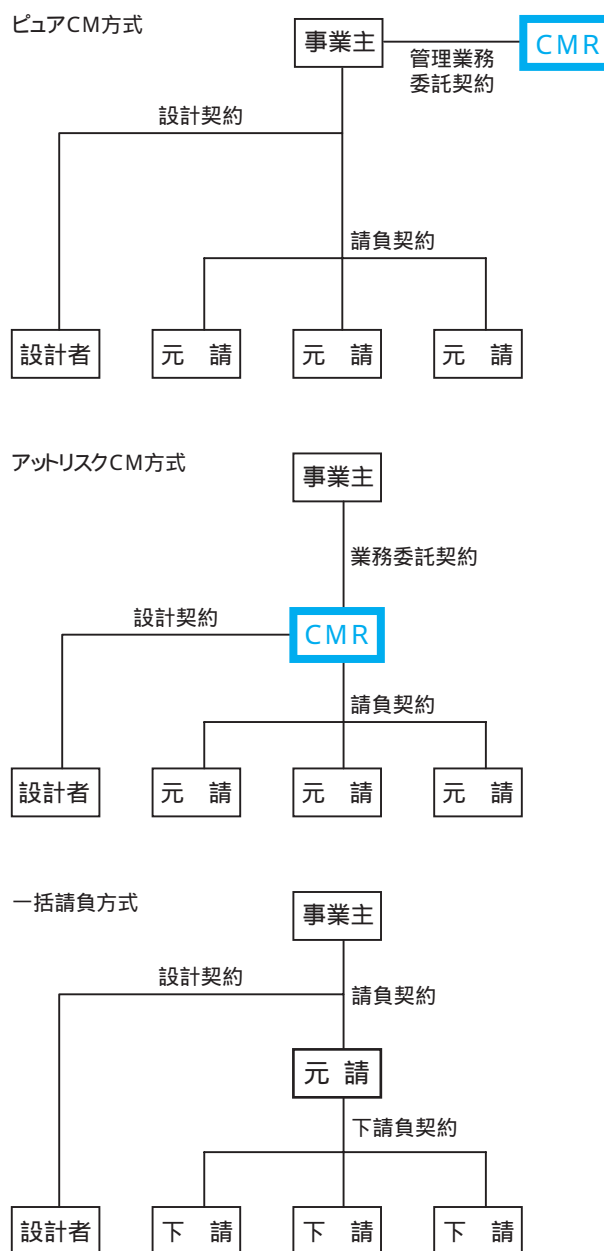 ピュアCM方式
事業主
CMR
管理業務
委託契約
設計契約
請負契約
設計者
元 請
元 請
元 請
アットリスクCM方式
事業主
業務委託契約
設計契約
CMR
請負契約
設計者
元 請
元 請
元 請
一括請負方式
事業主
設計契約
請負契約
元 請
下請負契約
設計者
下 請
下 請
下 請